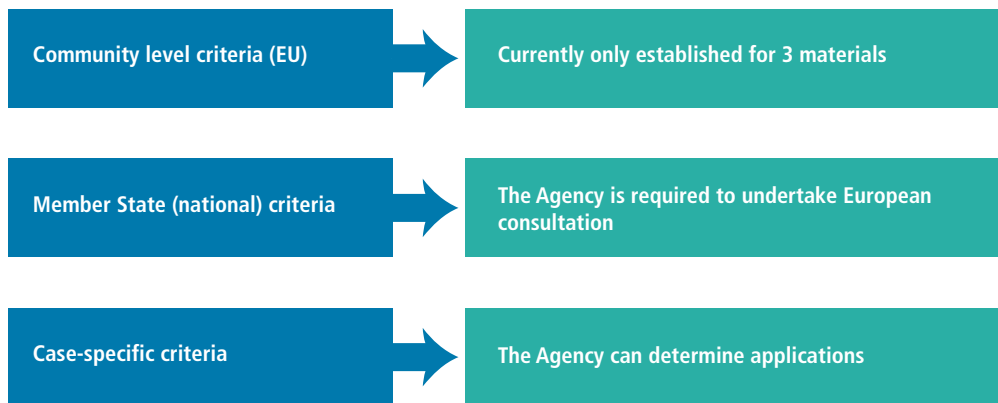 Community level criteria (EU)
Currently only established for 3 materials
Member State (national) criteria
The Agency is required to undertake European
consultation
Case-specific criteria
The Agency can determine applications